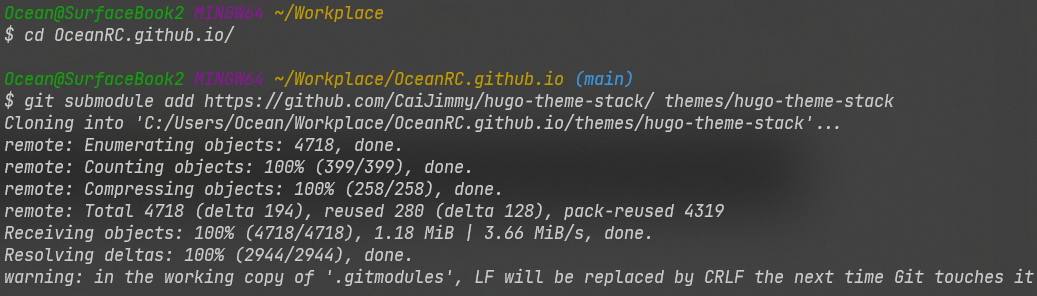 Ocean@SurfaceBook2 MINGW64 ~/Workplace
$ cd OceanRC.github.io/
Ocean@SurfaceBook2 MINGW64 ~/Workplace/OceanRC.github.io (main)
$ git submodule add https://github.com/CaiJimmy/hugo-theme-stack/ themes/hugo-theme-stack
Cloning into 'C:/Users/Ocean/Workplace/OceanRC.github.io/themes/hugo-theme-stack'...
remote: Enumerating objects: 4718, done.
remote: Counting objects: 100% (399/399), done.
remote: Compressing objects: 100% (258/258), done.
remote: Total 4718 (delta 194), reused 280 (delta 128), pack-reused 4319
Receiving objects: 100% (4718/4718), 1.18 MiB | 3.66 MiB/s, done.
Resolving deltas: 100% (2944/2944), done.
warning: in the working copy of '.gitmodules', LF will be replaced by CRLF the next time Git touches it